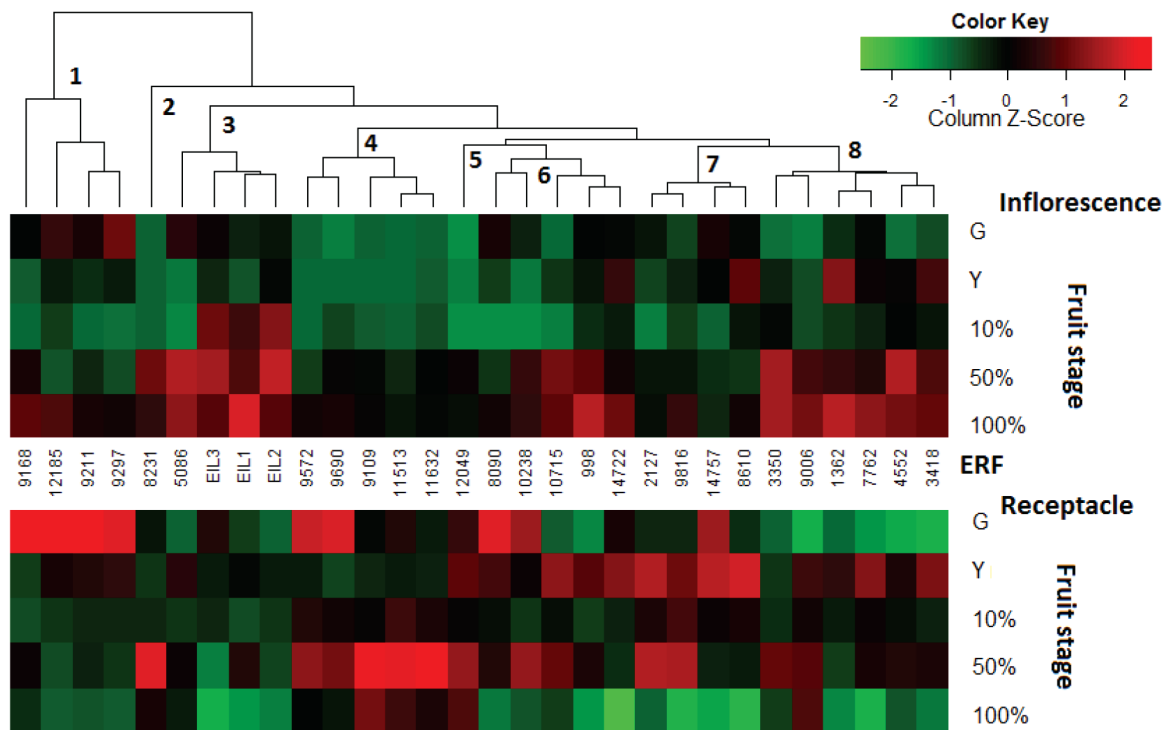 Color Key
-2 -1 0 1 2
Column Z-Score
1
2
3
4
5
6
7
8
Inflorescence
G
Y
10%
50%
100%
Fruit stage
9168 12185 9211 9297 8231 5086 EIL3 EIL1 EIL2 9572 9690 9109 11513 11632 12049 8090 10238 10715 998 14722 2127 9816 14757 8610 3350 9006 1362 7762 4552 3418
ERF
Receptacle
G
Y
10%
50%
100%
Fruit stage